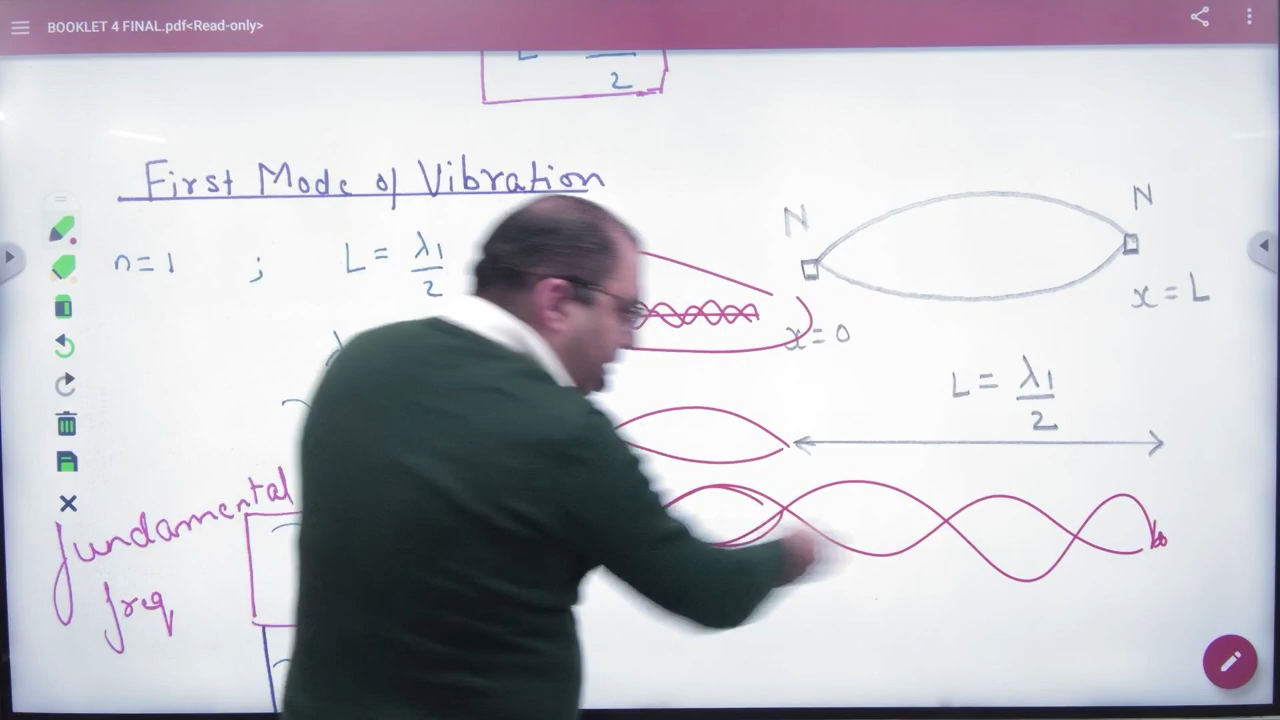 BOOKLET 4 FINAL.pdf<Read-only>
L
2
First Mode of Vibration
n=1 ; L = λ1/2
N N
x=0
x=L
L = λ1/2
fundamental
freq